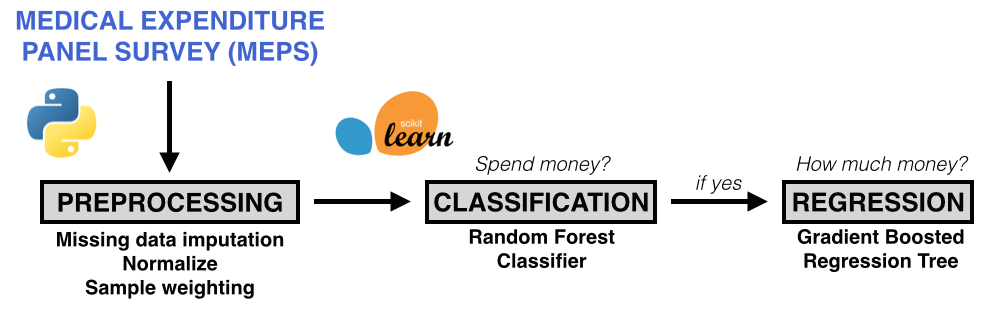 MEDICAL EXPENDITURE
PANEL SURVEY (MEPS)
scikit
learn
Spend money?
How much money?
if yes
PREPROCESSING
CLASSIFICATION
REGRESSION
Missing data imputation
Normalize
Sample weighting
Random Forest
Classifier
Gradient Boosted
Regression Tree